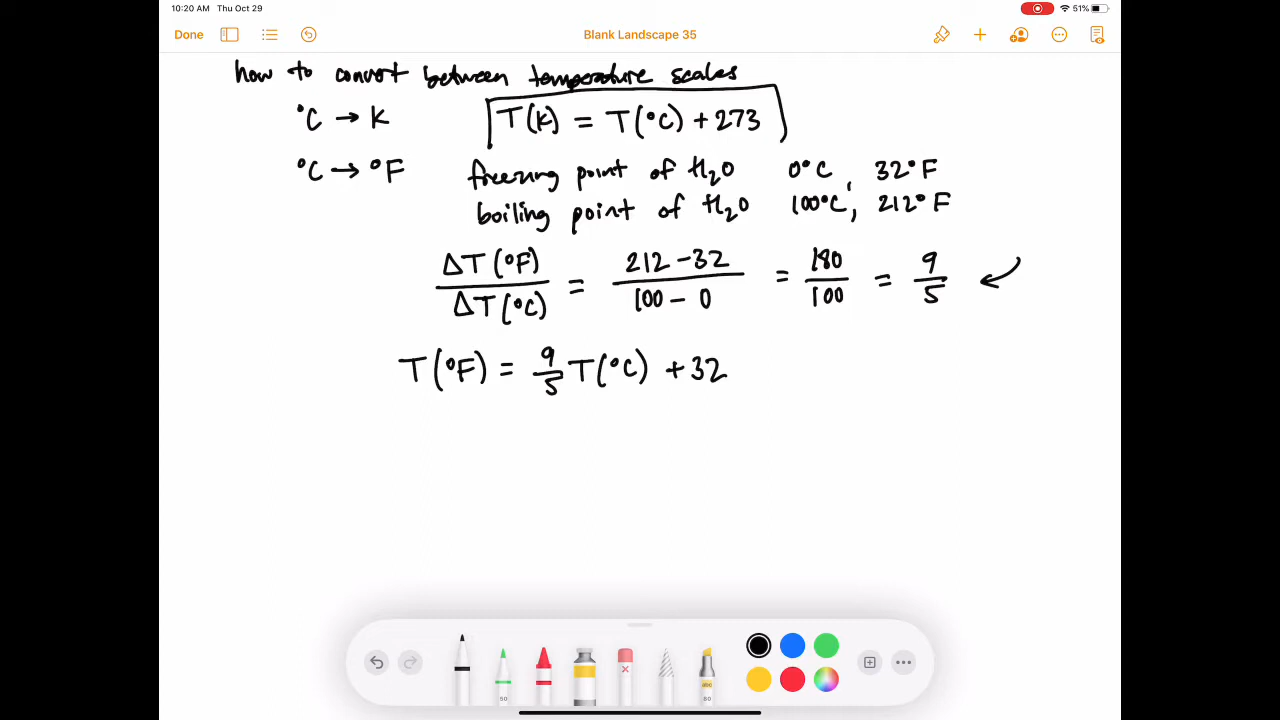 10:20 AM Thu Oct 29 51%
Done Blank Landscape 35
how to convert between temperature scales
°C → K T(K) = T(°C) + 273
°C → °F freezing point of H₂O 0°C, 32°F
boiling point of H₂O 100°C, 212°F
ΔT(°F)/ΔT(°C) = (212 - 32)/(100 - 0) = 180/100 = 9/5 ↙
T(°F) = 9/5 T(°C) + 32
50 80